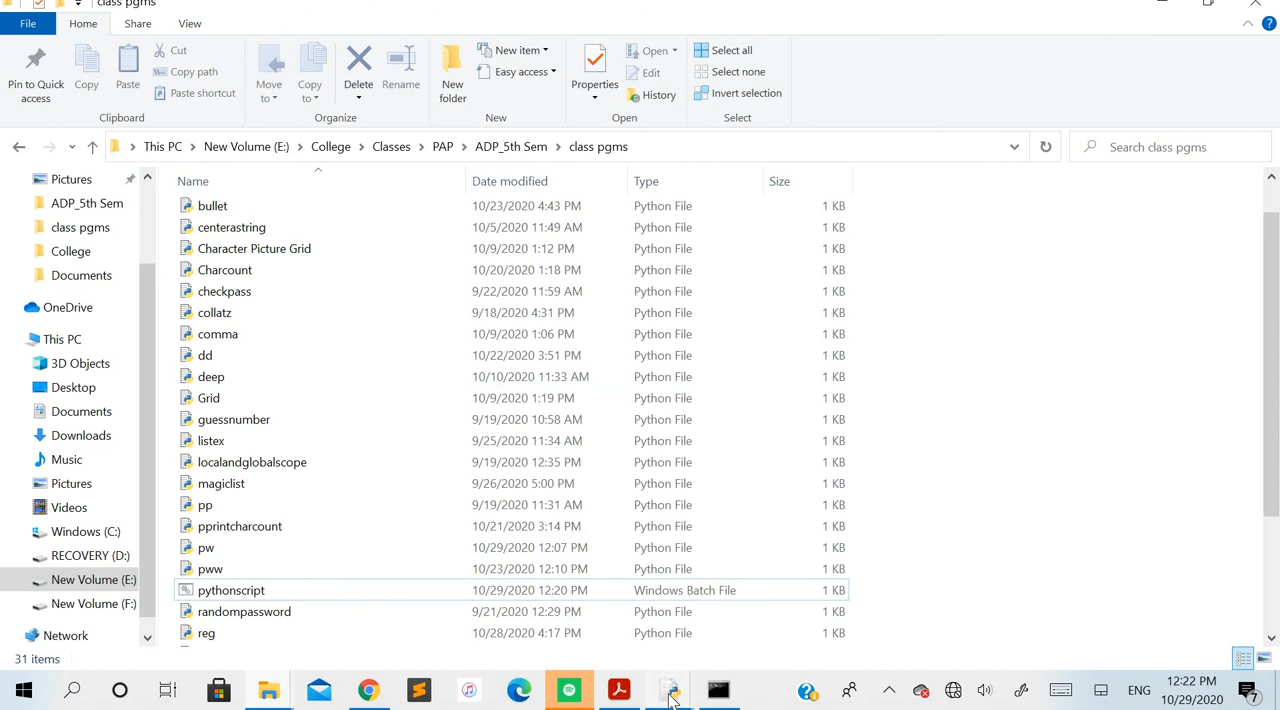 class pgms
File Home Share View
Pin to Quick access
Copy
Paste
Cut
Copy path
Paste shortcut
Clipboard
Move to
Copy to
Delete
Rename
Organize
New folder
New item
Easy access
New
Properties
Open
Edit
History
Open
Select all
Select none
Invert selection
Select
This PC > New Volume (E:) > College > Classes > PAP > ADP_5th Sem > class pgms
Search class pgms
Pictures
ADP_5th Sem
class pgms
College
Documents
OneDrive
This PC
3D Objects
Desktop
Documents
Downloads
Music
Pictures
Videos
Windows (C:)
RECOVERY (D:)
New Volume (E:)
New Volume (F:)
Network
Name Date modified Type Size
bullet 10/23/2020 4:43 PM Python File 1 KB
centerastring 10/5/2020 11:49 AM Python File 1 KB
Character Picture Grid 10/9/2020 1:12 PM Python File 1 KB
Charcount 10/20/2020 1:18 PM Python File 1 KB
checkpass 9/22/2020 11:59 AM Python File 1 KB
collatz 9/18/2020 4:31 PM Python File 1 KB
comma 10/9/2020 1:06 PM Python File 1 KB
dd 10/22/2020 3:51 PM Python File 1 KB
deep 10/10/2020 11:33 AM Python File 1 KB
Grid 10/9/2020 1:19 PM Python File 1 KB
guessnumber 9/19/2020 10:58 AM Python File 1 KB
listex 9/25/2020 11:34 AM Python File 1 KB
localandglobalscope 9/19/2020 12:35 PM Python File 1 KB
magiclist 9/26/2020 5:00 PM Python File 1 KB
pp 9/19/2020 11:31 AM Python File 1 KB
pprintcharcount 10/21/2020 3:14 PM Python File 1 KB
pw 10/29/2020 12:07 PM Python File 1 KB
pww 10/23/2020 12:10 PM Python File 1 KB
pythonscript 10/29/2020 12:20 PM Windows Batch File 1 KB
randompassword 9/21/2020 12:29 PM Python File 1 KB
reg 10/28/2020 4:17 PM Python File 1 KB
31 items
ENG
12:22 PM
10/29/2020
7